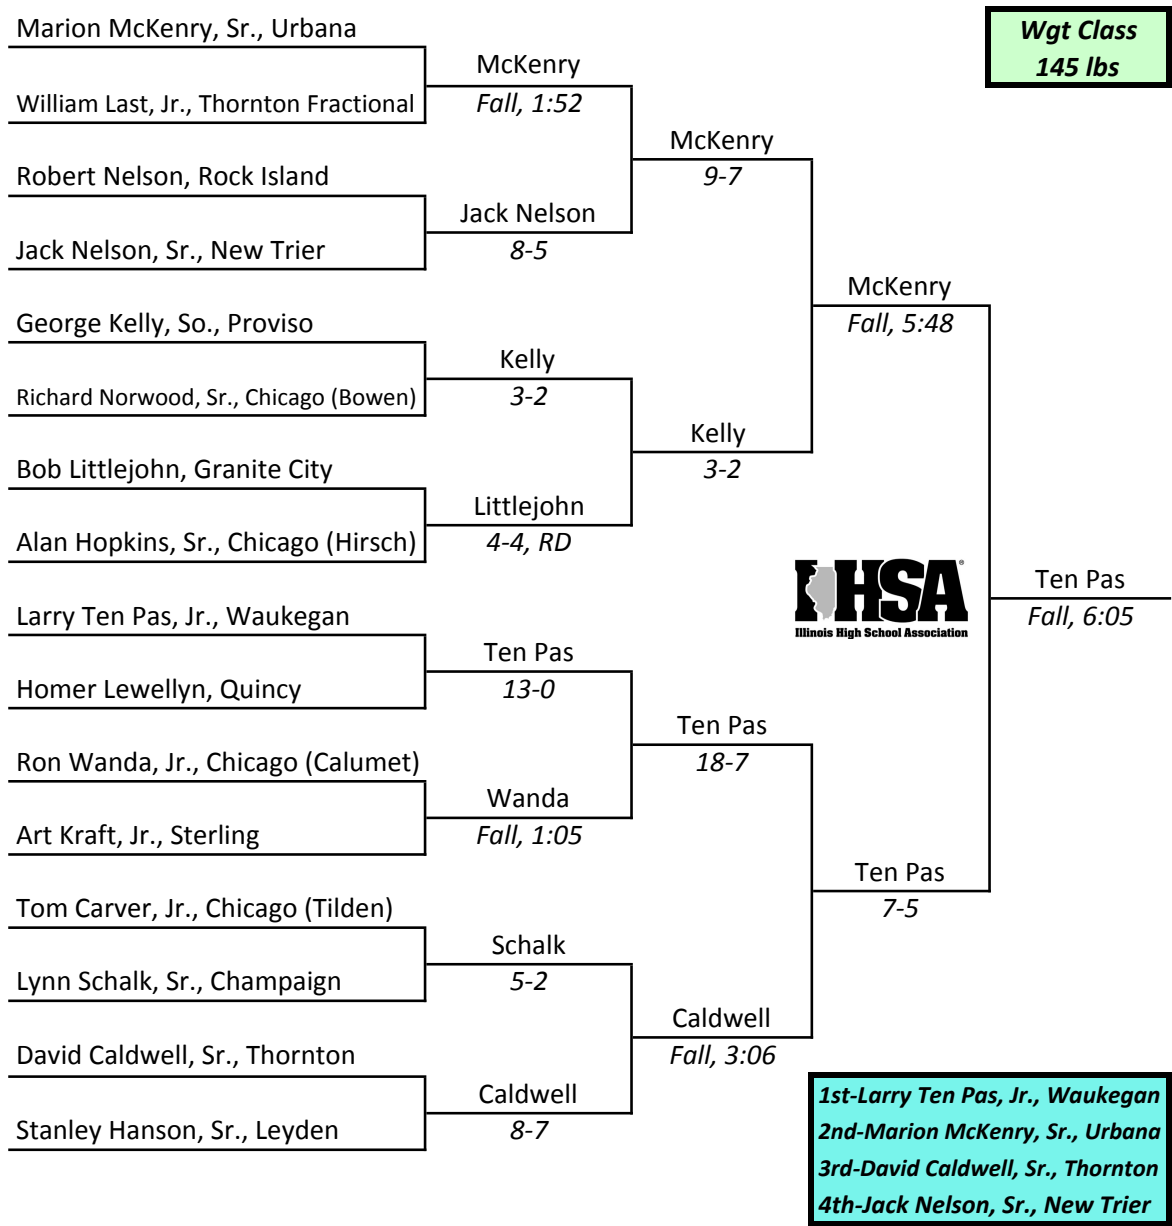 Marion McKenry, Sr., Urbana
Wgt Class
145 lbs
McKenry
William Last, Jr., Thornton Fractional
Fall, 1:52
McKenry
9-7
Robert Nelson, Rock Island
Jack Nelson
8-5
Jack Nelson, Sr., New Trier
McKenry
Fall, 5:48
George Kelly, So., Proviso
Kelly
3-2
Richard Norwood, Sr., Chicago (Bowen)
Kelly
3-2
Bob Littlejohn, Granite City
Littlejohn
4-4, RD
Alan Hopkins, Sr., Chicago (Hirsch)
IHSA®
Illinois High School Association
Ten Pas
Fall, 6:05
Larry Ten Pas, Jr., Waukegan
Ten Pas
13-0
Homer Lewellyn, Quincy
Ten Pas
18-7
Ron Wanda, Jr., Chicago (Calumet)
Wanda
Fall, 1:05
Art Kraft, Jr., Sterling
Ten Pas
7-5
Tom Carver, Jr., Chicago (Tilden)
Schalk
5-2
Lynn Schalk, Sr., Champaign
Caldwell
Fall, 3:06
David Caldwell, Sr., Thornton
Caldwell
8-7
Stanley Hanson, Sr., Leyden
1st-Larry Ten Pas, Jr., Waukegan
2nd-Marion McKenry, Sr., Urbana
3rd-David Caldwell, Sr., Thornton
4th-Jack Nelson, Sr., New Trier